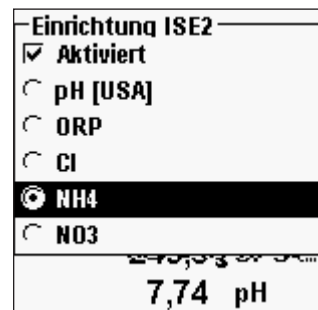 Einrichtung ISE2
Aktiviert
pH [USA]
ORP
Cl
NH4
NO3
7,74 pH